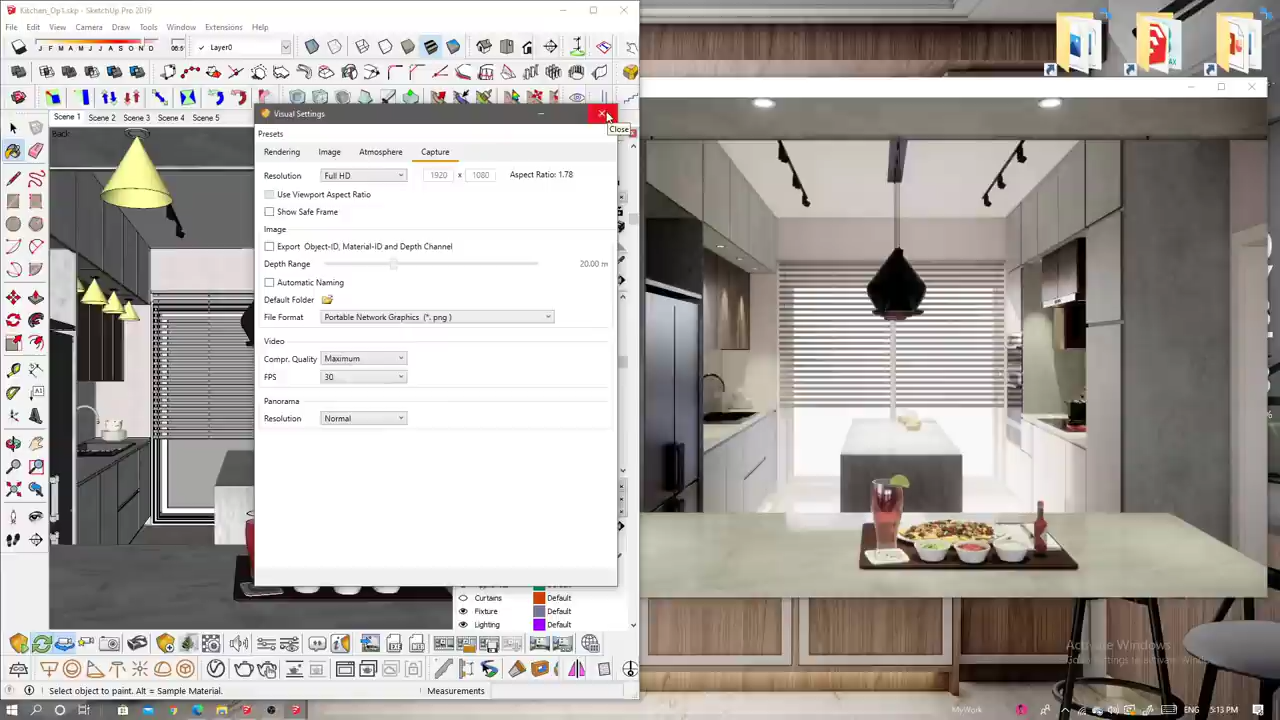 Kitchen_Op1.skp - SketchUp Pro 2019
File Edit View Camera Draw Tools Window Extensions Help
J F M A M J J A S O N D
Layer0
Scene 1 Scene 2 Scene 3 Scene 4 Scene 5
Back
Visual Settings
Close
Presets
Rendering Image Atmosphere Capture
Resolution Full HD 1920 x 1080 Aspect Ratio: 1.78
Use Viewport Aspect Ratio
Show Safe Frame
Image
Export Object-ID, Material-ID and Depth Channel
Depth Range 20.00 m
Automatic Naming
Default Folder
File Format Portable Network Graphics (*. png )
Video
Compr. Quality Maximum
FPS 30
Panorama
Resolution Normal
Curtains Default
Fixture Default
Lighting Default
Activate Windows
Select object to paint. Alt = Sample Material.
Measurements
MyWork
ENG 5:13 PM